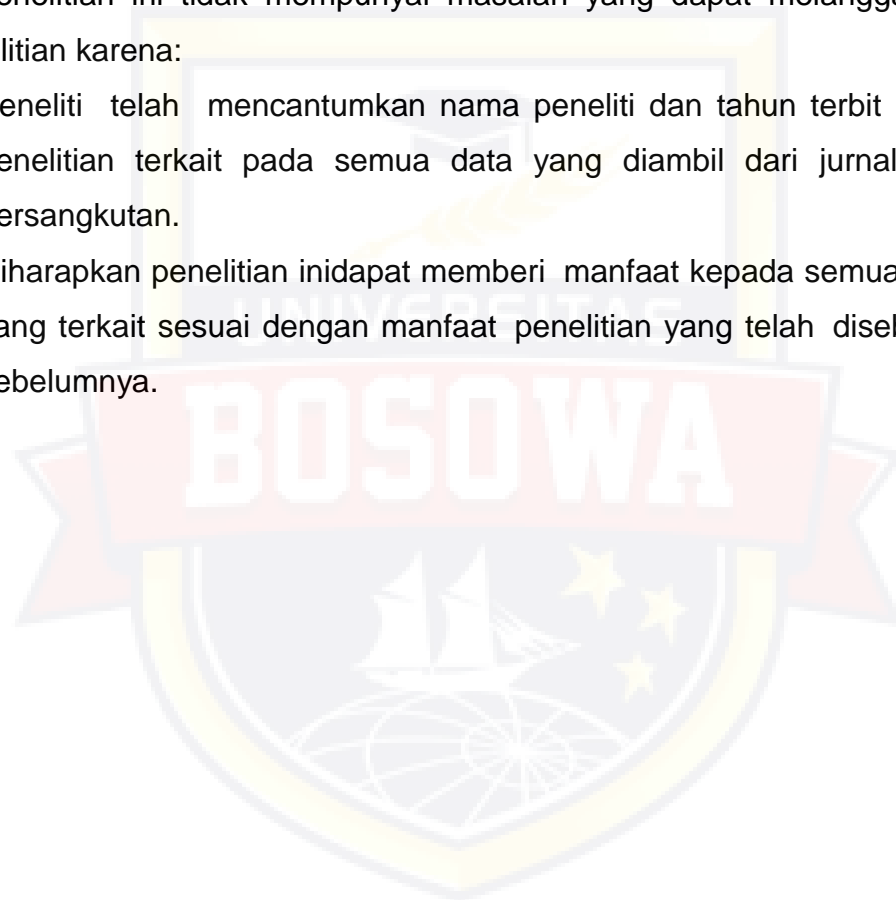 enelitian ini tidak mempunyai masalah yang dapat melangga
litian karena:
eneliti telah mencantumkan nama peneliti dan tahun terbit
enelitian terkait pada semua data yang diambil dari jurnal
ersangkutan.
iharapkan penelitian inidapat memberi manfaat kepada semua
ang terkait sesuai dengan manfaat penelitian yang telah disel
ebelumnya.
UNIVERSITAS
BOSOWA